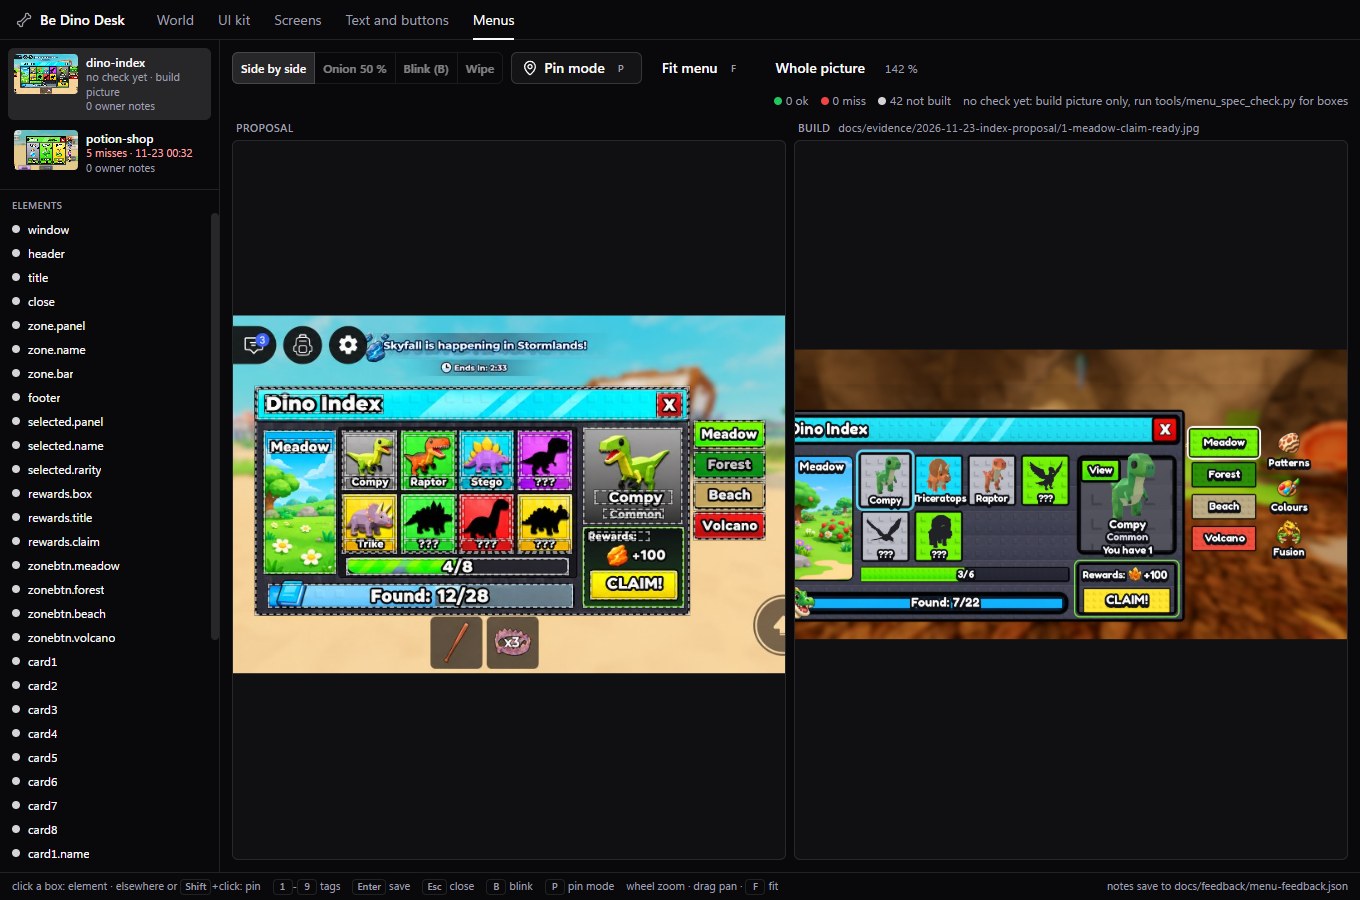 Be Dino Desk
World
UI kit
Screens
Text and buttons
Menus
dino-index
no check yet · build
picture
0 owner notes
potion-shop
5 misses · 11-23 00:32
0 owner notes
ELEMENTS
window
header
title
close
zone.panel
zone.name
zone.bar
footer
selected.panel
selected.name
selected.rarity
rewards.box
rewards.title
rewards.claim
zonebtn.meadow
zonebtn.forest
zonebtn.beach
zonebtn.volcano
card1
card2
card3
card4
card5
card6
card7
card8
card1.name
Side by side
Onion 50 %
Blink (B)
Wipe
Pin mode P
Fit menu F
Whole picture
142 %
0 ok
0 miss
42 not built
no check yet: build picture only, run tools/menu_spec_check.py for boxes
PROPOSAL
3
Skyfall is happening in Stormlands!
Ends in: 2:33
Dino Index
X
Meadow
Compy
Raptor
Stego
???
Trike
???
???
???
4/8
Found: 12/28
Compy
Common
Rewards:
+100
CLAIM!
Meadow
Forest
Beach
Volcano
x3
BUILD docs/evidence/2026-11-23-index-proposal/1-meadow-claim-ready.jpg
Dino Index
X
Meadow
Compy
Triceratops
Raptor
???
???
???
3/6
Found: 7/22
View
Compy
Common
You have 1
Rewards: +100
CLAIM!
Meadow
Forest
Beach
Volcano
Patterns
Colours
Fusion
click a box: element · elsewhere or Shift +click: pin
1 - 9 tags
Enter save
Esc close
B blink
P pin mode
wheel zoom · drag pan · F fit
notes save to docs/feedback/menu-feedback.json